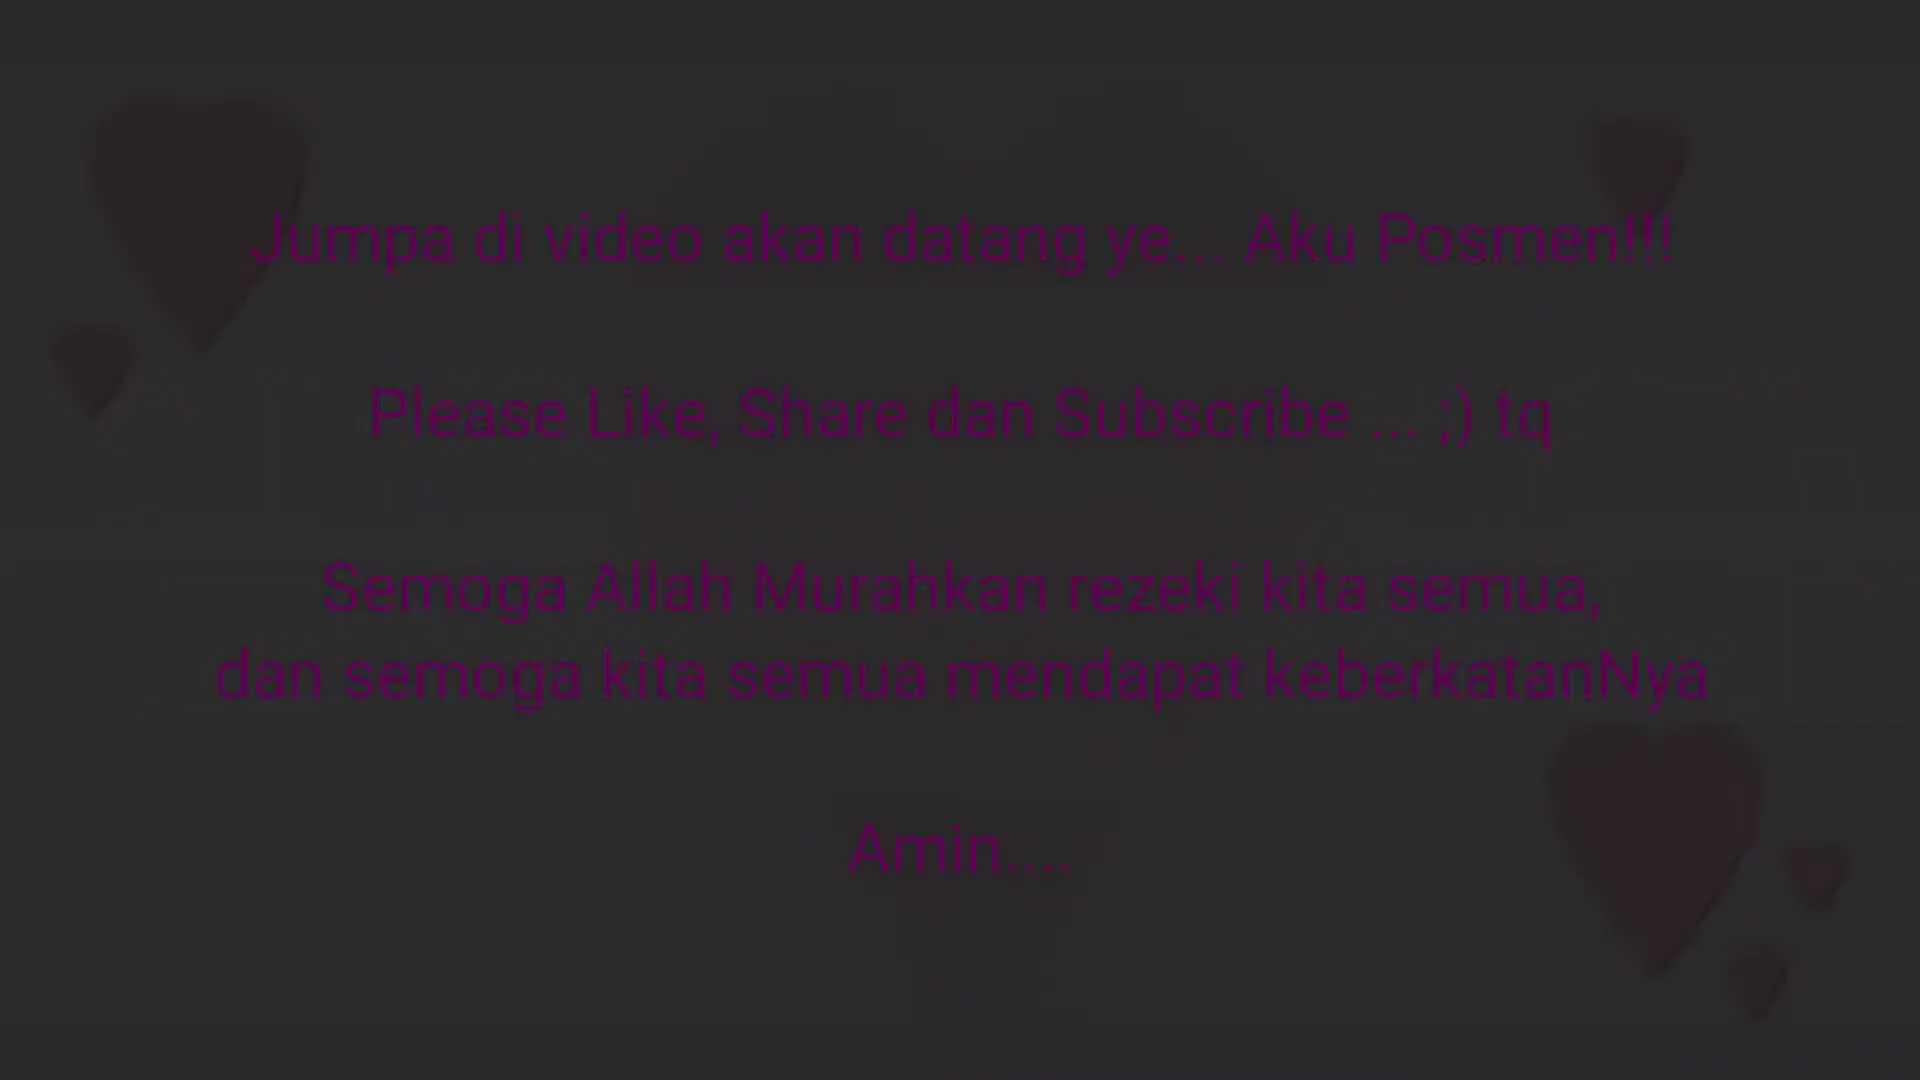 Jumpa di video akan datang ye... Aku Posmen!!!
Please Like, Share dan Subscribe ... ;) tq
Semoga Allah Murahkan rezeki kita semua,
dan semoga kita semua mendapat keberkatanNya
Amin....